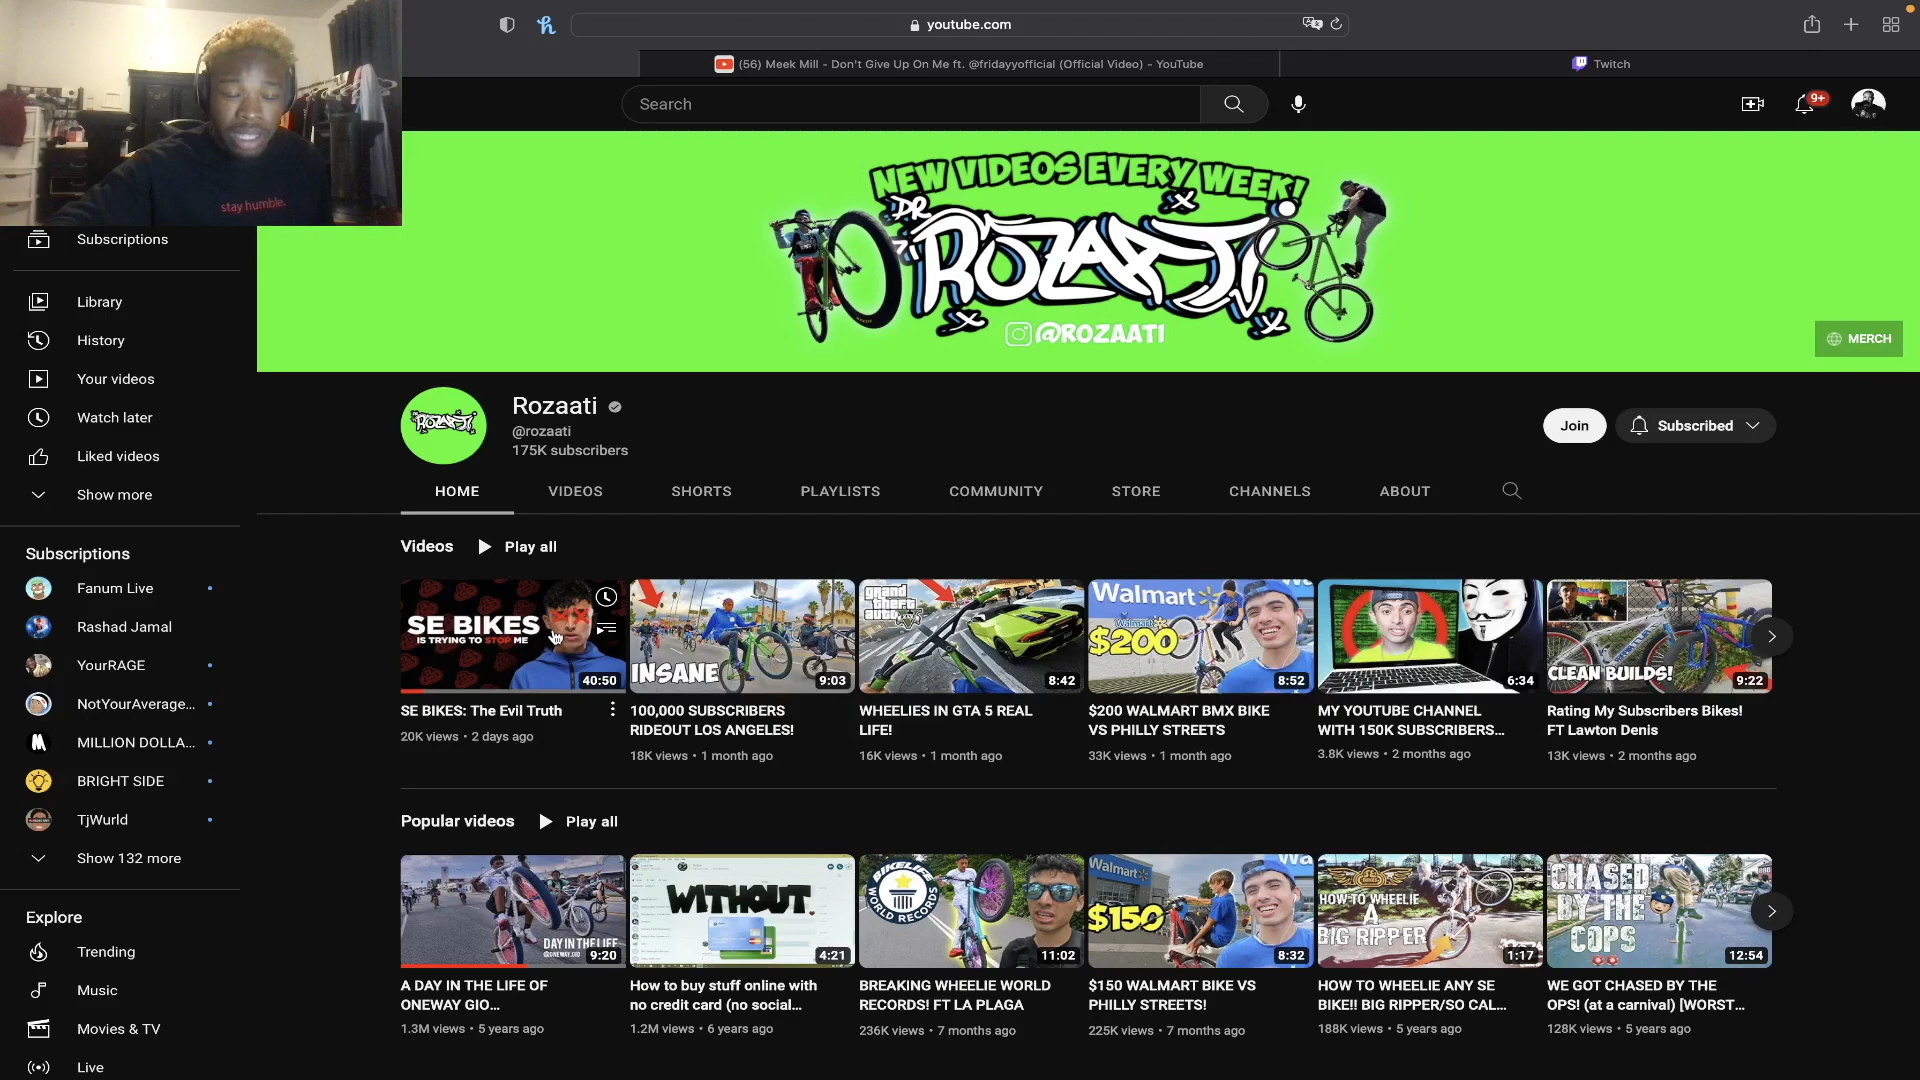 youtube.com
(56) Meek Mill - Don't Give Up On Me ft. @fridayyofficial (Official Video) - YouTube
Twitch
Search
9+
stay humble.
NEW VIDEOS EVERY WEEK!
DR
ROZAATI
@ROZAATI
MERCH
Subscriptions
Library
History
Your videos
Watch later
Liked videos
Show more
Subscriptions
Fanum Live
Rashad Jamal
YourRAGE
NotYourAverage...
MILLION DOLLA...
BRIGHT SIDE
TjWurld
Show 132 more
Explore
Trending
Music
Movies & TV
Live
ROZAATI
Rozaati
@rozaati
175K subscribers
Join
Subscribed
HOME
VIDEOS
SHORTS
PLAYLISTS
COMMUNITY
STORE
CHANNELS
ABOUT
Videos
Play all
SE BIKES
IS TRYING TO STOP ME
40:50
SE BIKES: The Evil Truth
20K views • 2 days ago
INSANE
9:03
100,000 SUBSCRIBERS
RIDEOUT LOS ANGELES!
18K views • 1 month ago
grand
theft
auto
V
8:42
WHEELIES IN GTA 5 REAL
LIFE!
16K views • 1 month ago
Walmart
Walmart
$200
8:52
$200 WALMART BMX BIKE
VS PHILLY STREETS
33K views • 1 month ago
6:34
MY YOUTUBE CHANNEL
WITH 150K SUBSCRIBERS...
3.8K views • 2 months ago
CLEAN BUILDS!
9:22
Rating My Subscribers Bikes!
FT Lawton Denis
13K views • 2 months ago
Popular videos
Play all
DAY IN THE LIFE
@ONEWAY.GIO
9:20
A DAY IN THE LIFE OF
ONEWAY GIO...
1.3M views • 5 years ago
WITHOUT
4:21
How to buy stuff online with
no credit card (no social...
1.2M views • 6 years ago
BIKELIFE
WORLD RECORDS
11:02
BREAKING WHEELIE WORLD
RECORDS! FT LA PLAGA
236K views • 7 months ago
Walmart
Wa
$150
8:32
$150 WALMART BIKE VS
PHILLY STREETS!
225K views • 7 months ago
HOW TO WHEELIE
A
BIG RIPPER
1:17
HOW TO WHEELIE ANY SE
BIKE!! BIG RIPPER/SO CAL...
188K views • 5 years ago
CHASED
BY THE
COPS
12:54
WE GOT CHASED BY THE
OPS! (at a carnival) [WORST...
128K views • 5 years ago